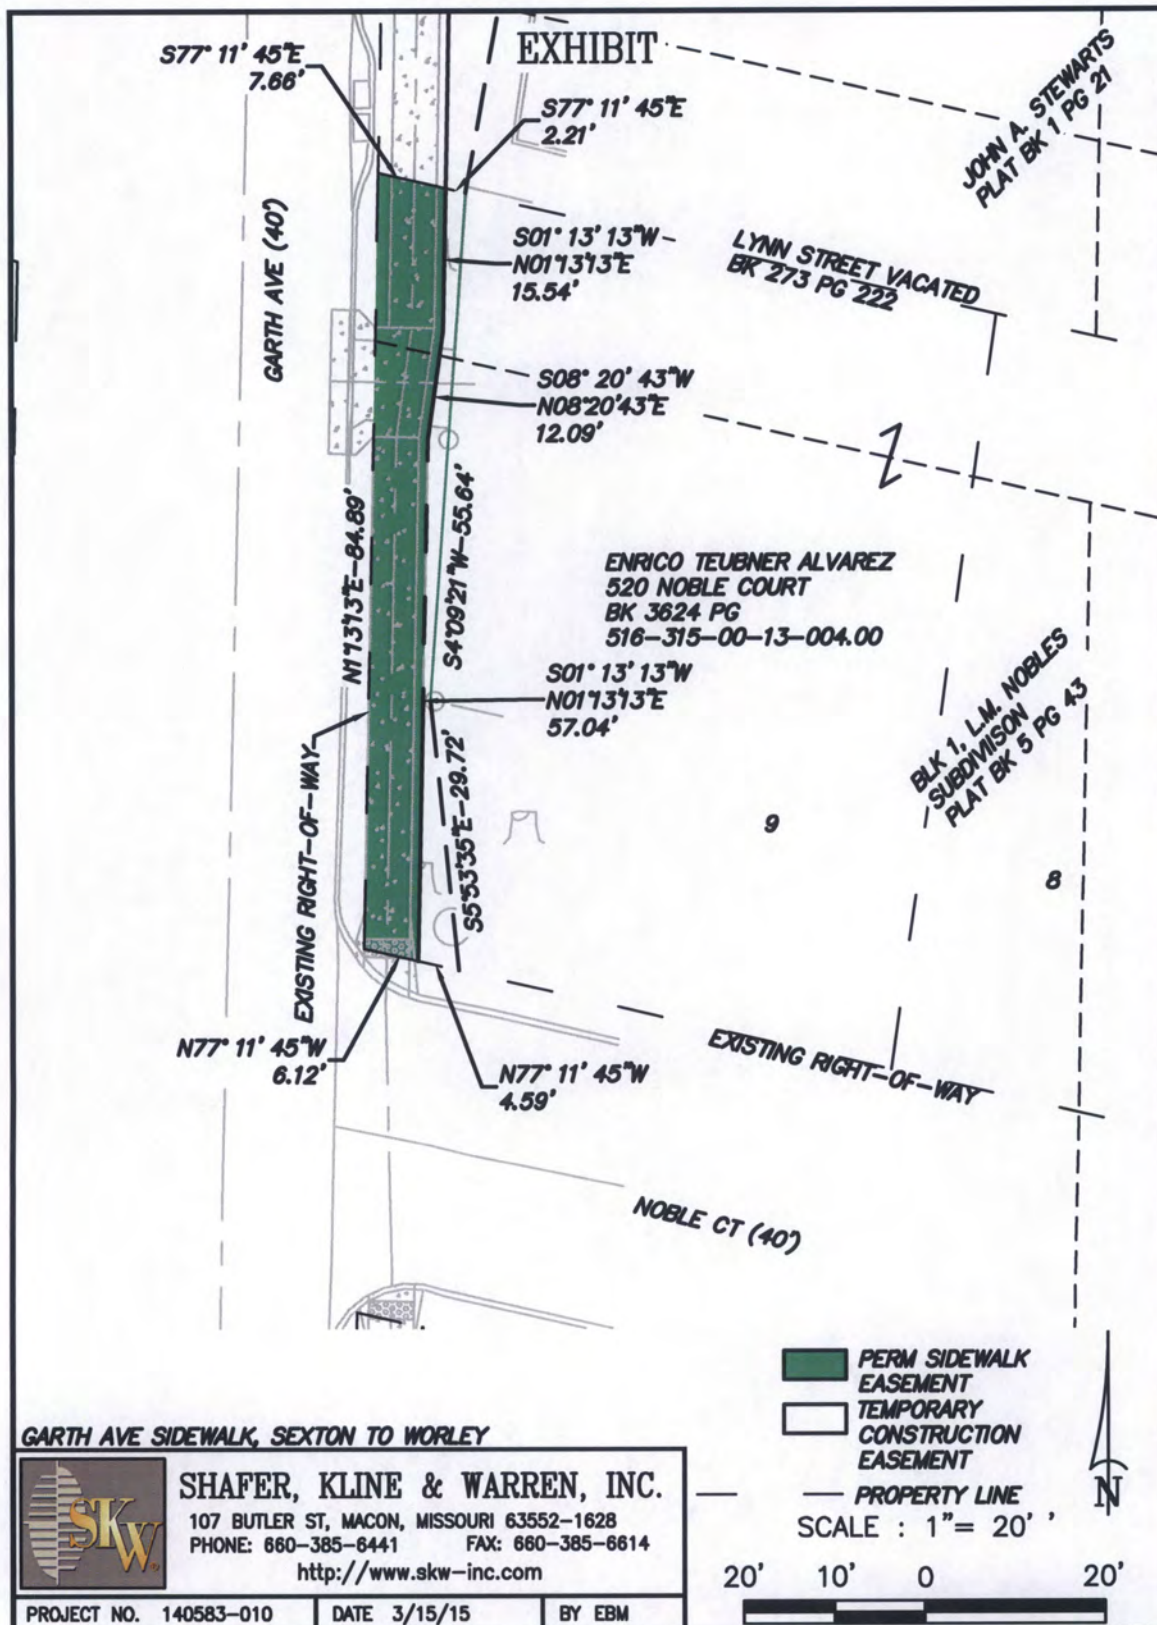 EXHIBIT
S77° 11' 45"E
7.66'
S77° 11' 45"E
2.21'
JOHN A. STEWARTS
PLAT BK 1 PG 21
GARTH AVE (40')
S01° 13' 13"W
N01°13'13"E
15.54'
LYNN STREET VACATED
BK 273 PG 222
S08° 20' 43"W
N08°20'43"E
12.09'
N1°13'13"E-84.89'
S4°09'21"W-55.64'
ENRICO TEUBNER ALVAREZ
520 NOBLE COURT
BK 3624 PG
516-315-00-13-004.00
S01° 13' 13"W
N01°13'13"E
57.04'
BLK 1, L.M. NOBLES
SUBDIVIISON
PLAT BK 5 PG 43
EXISTING RIGHT-OF-WAY
S5°53'35"E-29.72'
9
8
N77° 11' 45"W
6.12'
N77° 11' 45"W
4.59'
EXISTING RIGHT-OF-WAY
NOBLE CT (40')
PERM SIDEWALK
EASEMENT
TEMPORARY
CONSTRUCTION
EASEMENT
PROPERTY LINE
N
SCALE : 1"= 20' '
20' 10' 0 20'
GARTH AVE SIDEWALK, SEXTON TO WORLEY
SKW
SHAFER, KLINE & WARREN, INC.
107 BUTLER ST, MACON, MISSOURI 63552-1628
PHONE: 660-385-6441 FAX: 660-385-6614
http://www.skw-inc.com
PROJECT NO. 140583-010 DATE 3/15/15 BY EBM